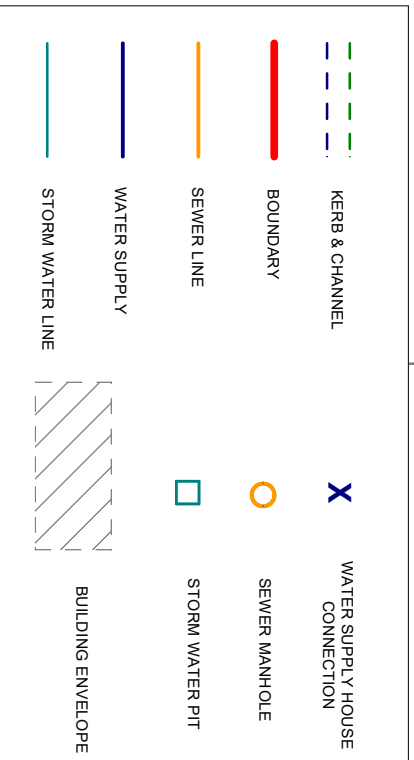 KERB & CHANNEL
BOUNDARY
SEWER LINE
WATER SUPPLY
STORM WATER LINE
X
WATER SUPPLY HOUSE
CONNECTION
SEWER MANHOLE
STORM WATER PIT
BUILDING ENVELOPE